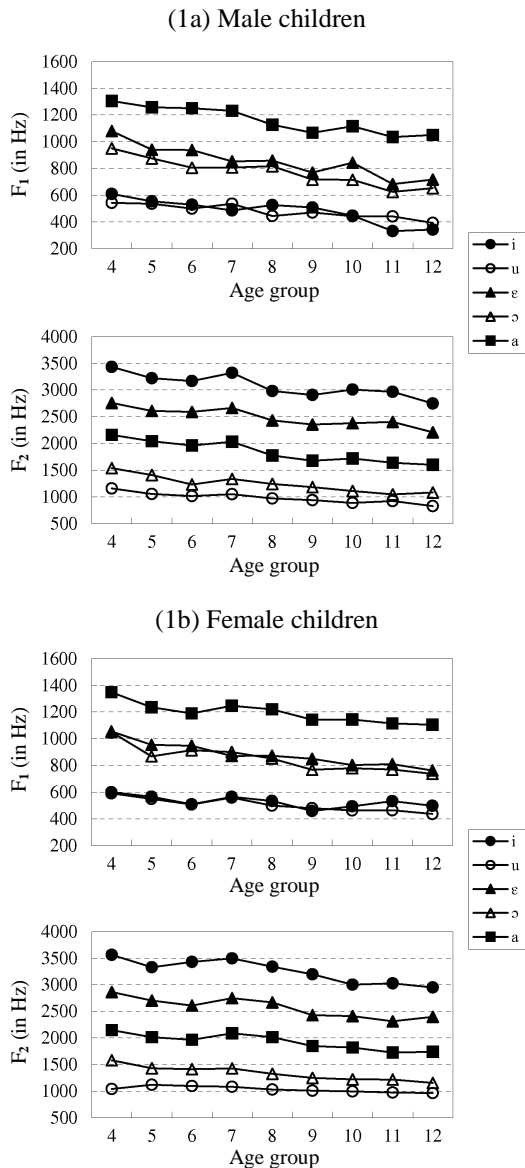 (1a) Male children
1600
1400
1200
1000
800
600
400
200
F1 (in Hz)
4 5 6 7 8 9 10 11 12
Age group
i
u
ε
ɔ
a
4000
3500
3000
2500
2000
1500
1000
500
F2 (in Hz)
4 5 6 7 8 9 10 11 12
Age group
(1b) Female children
1600
1400
1200
1000
800
600
400
200
F1 (in Hz)
4 5 6 7 8 9 10 11 12
Age group
i
u
ε
ɔ
a
4000
3500
3000
2500
2000
1500
1000
500
F2 (in Hz)
4 5 6 7 8 9 10 11 12
Age group